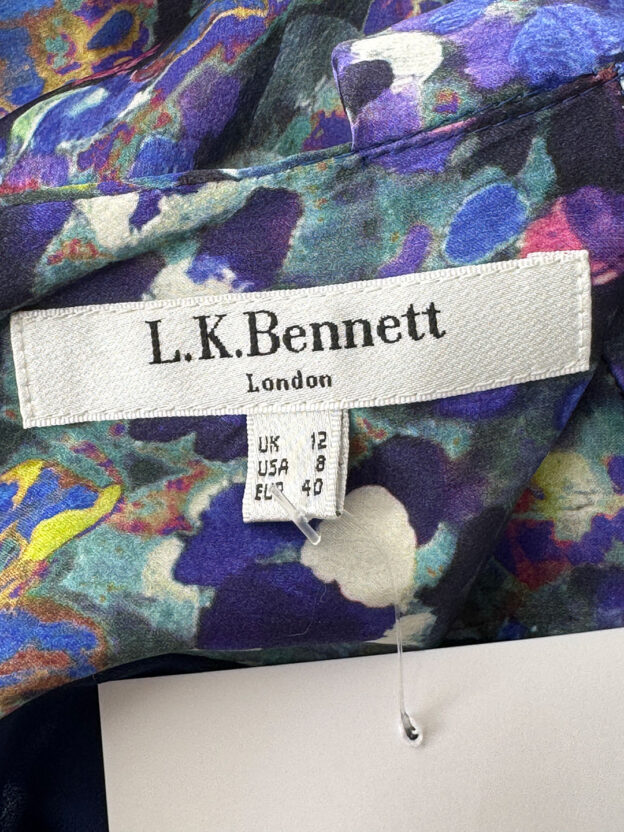 L.K.Bennett
London
UK 12
USA 8
EUR 40